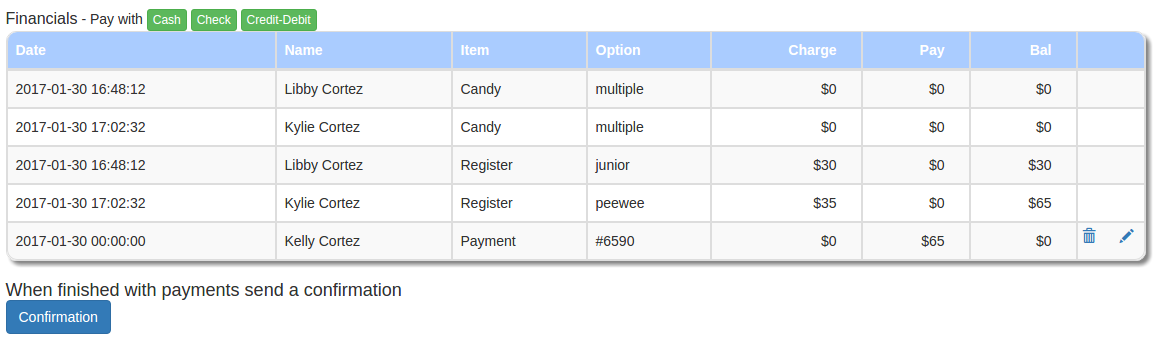 Financials - Pay with Cash Check Credit-Debit
Date Name Item Option Charge Pay Bal
2017-01-30 16:48:12 Libby Cortez Candy multiple $0 $0 $0
2017-01-30 17:02:32 Kylie Cortez Candy multiple $0 $0 $0
2017-01-30 16:48:12 Libby Cortez Register junior $30 $0 $30
2017-01-30 17:02:32 Kylie Cortez Register peewee $35 $0 $65
2017-01-30 00:00:00 Kelly Cortez Payment #6590 $0 $65 $0
When finished with payments send a confirmation
Confirmation